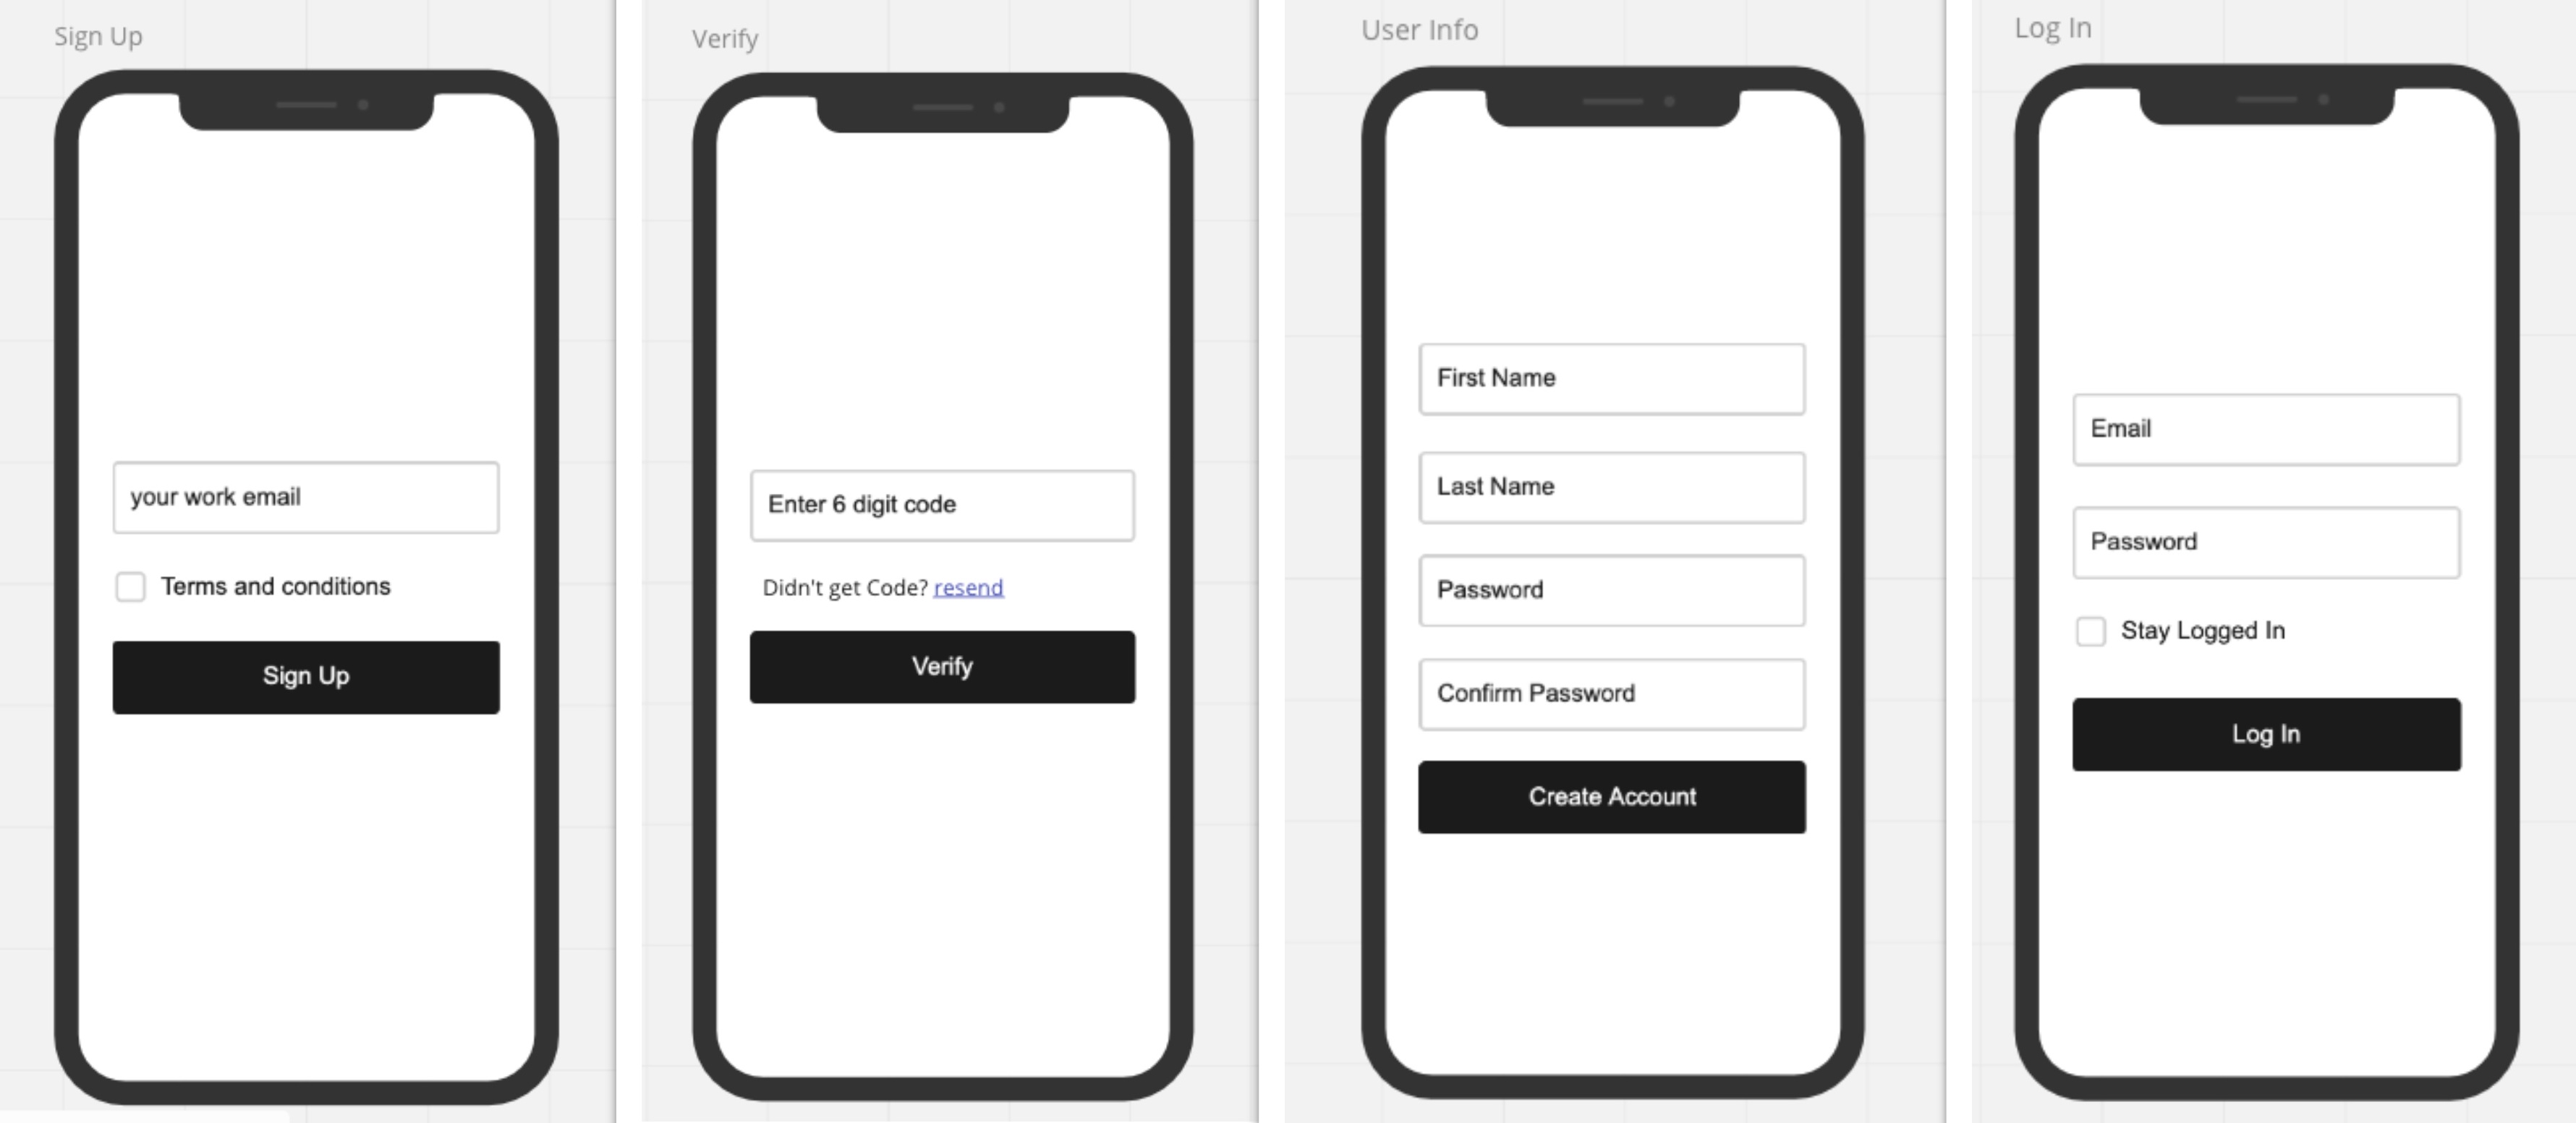 Sign Up
your work email
Terms and conditions
Sign Up
Verify
Enter 6 digit code
Didn't get Code? resend
Verify
User Info
First Name
Last Name
Password
Confirm Password
Create Account
Log In
Email
Password
Stay Logged In
Log In